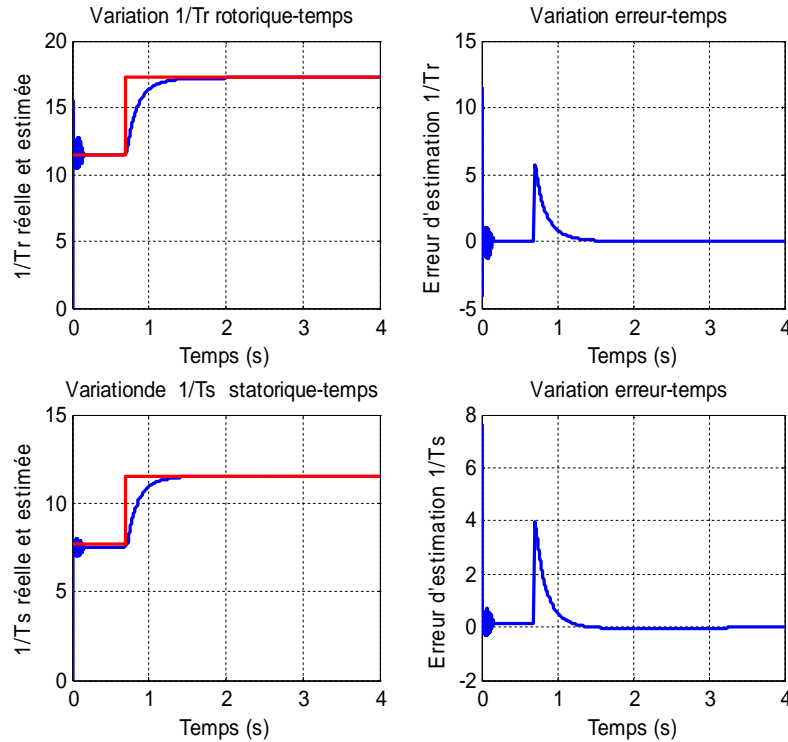 Variation 1/Tr rotorique-temps
1/Tr réelle et estimée
20
15
10
5
0
0 1 2 3 4
Temps (s)
Variation erreur-temps
Erreur d'estimation 1/Tr
15
10
5
0
-5
0 1 2 3 4
Temps (s)
Variationde 1/Ts statorique-temps
1/Ts réelle et estimée
15
10
5
0
0 1 2 3 4
Temps (s)
Variation erreur-temps
Erreur d'estimation 1/Ts
8
6
4
2
0
-2
0 1 2 3 4
Temps (s)